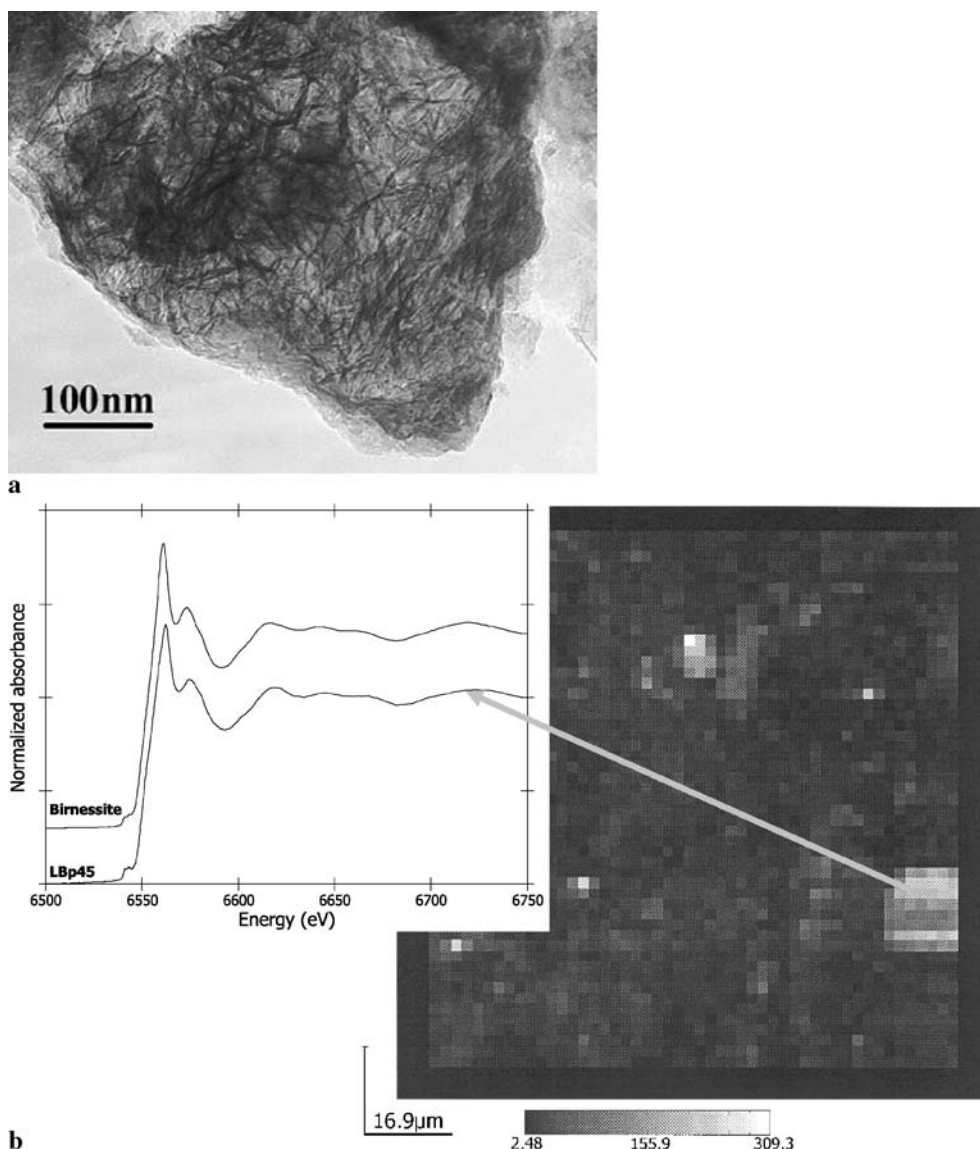 100nm
a
Normalized absorbance
Birnessite
LBp45
6500 6550 6600 6650 6700 6750
Energy (eV)
16.9µm
2.48 155.9 309.3
b